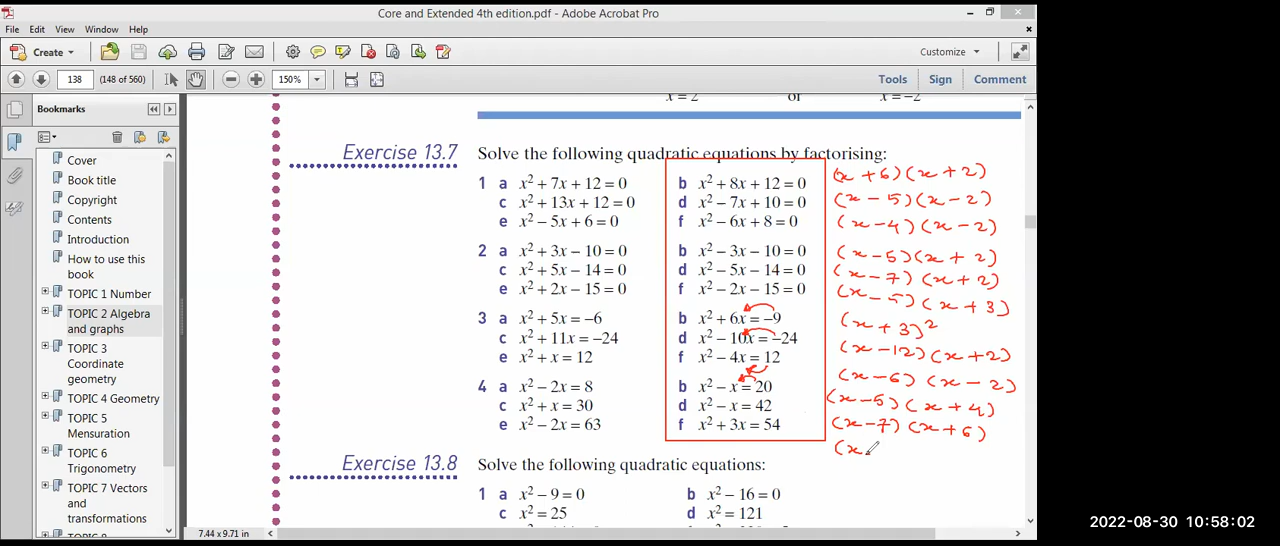 Core and Extended 4th edition.pdf - Adobe Acrobat Pro
File Edit View Window Help
Create Customize
138 (148 of 560) 150% Tools Sign Comment
Bookmarks
Cover
Book title
Copyright
Contents
Introduction
How to use this
book
TOPIC 1 Number
TOPIC 2 Algebra
and graphs
TOPIC 3
Coordinate
geometry
TOPIC 4 Geometry
TOPIC 5
Mensuration
TOPIC 6
Trigonometry
TOPIC 7 Vectors
and
transformations
7.44 x 9.71 in
x = 2 or x = −2
Exercise 13.7 Solve the following quadratic equations by factorising:
1 a x² + 7x + 12 = 0 b x² + 8x + 12 = 0 (x + 6)(x + 2)
c x² + 13x + 12 = 0 d x² − 7x + 10 = 0 (x − 5)(x − 2)
e x² − 5x + 6 = 0 f x² − 6x + 8 = 0 (x − 4)(x − 2)
2 a x² + 3x − 10 = 0 b x² − 3x − 10 = 0 (x − 5)(x + 2)
c x² + 5x − 14 = 0 d x² − 5x − 14 = 0 (x − 7)(x + 2)
e x² + 2x − 15 = 0 f x² − 2x − 15 = 0 (x − 5)(x + 3)
3 a x² + 5x = −6 b x² + 6x = −9 (x + 3)²
c x² + 11x = −24 d x² − 10x = −24 (x − 12)(x + 2)
e x² + x = 12 f x² − 4x = 12 (x − 6)(x − 2)
4 a x² − 2x = 8 b x² − x = 20 (x − 5)(x + 4)
c x² + x = 30 d x² − x = 42 (x − 7)(x + 6)
e x² − 2x = 63 f x² + 3x = 54 (x
Exercise 13.8 Solve the following quadratic equations:
1 a x² − 9 = 0 b x² − 16 = 0
c x² = 25 d x² = 121
2022-08-30 10:58:02